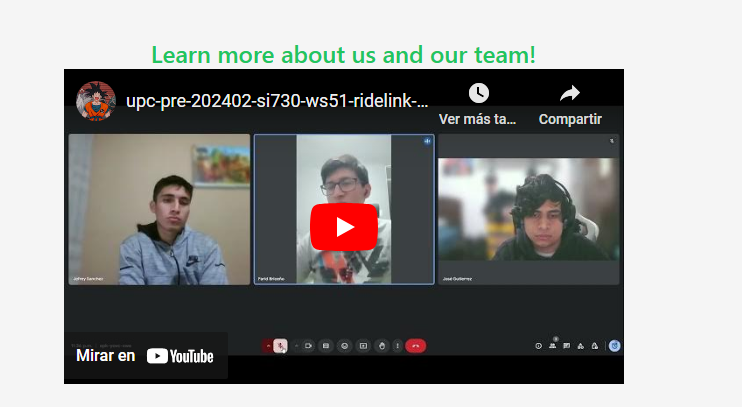 Learn more about us and our team!
upc-pre-202402-si730-ws51-ridelink-...
Ver más ta...
Compartir
Jafrey Sanchez
Farid Briceño
José Gutierrez
Mirar en YouTube